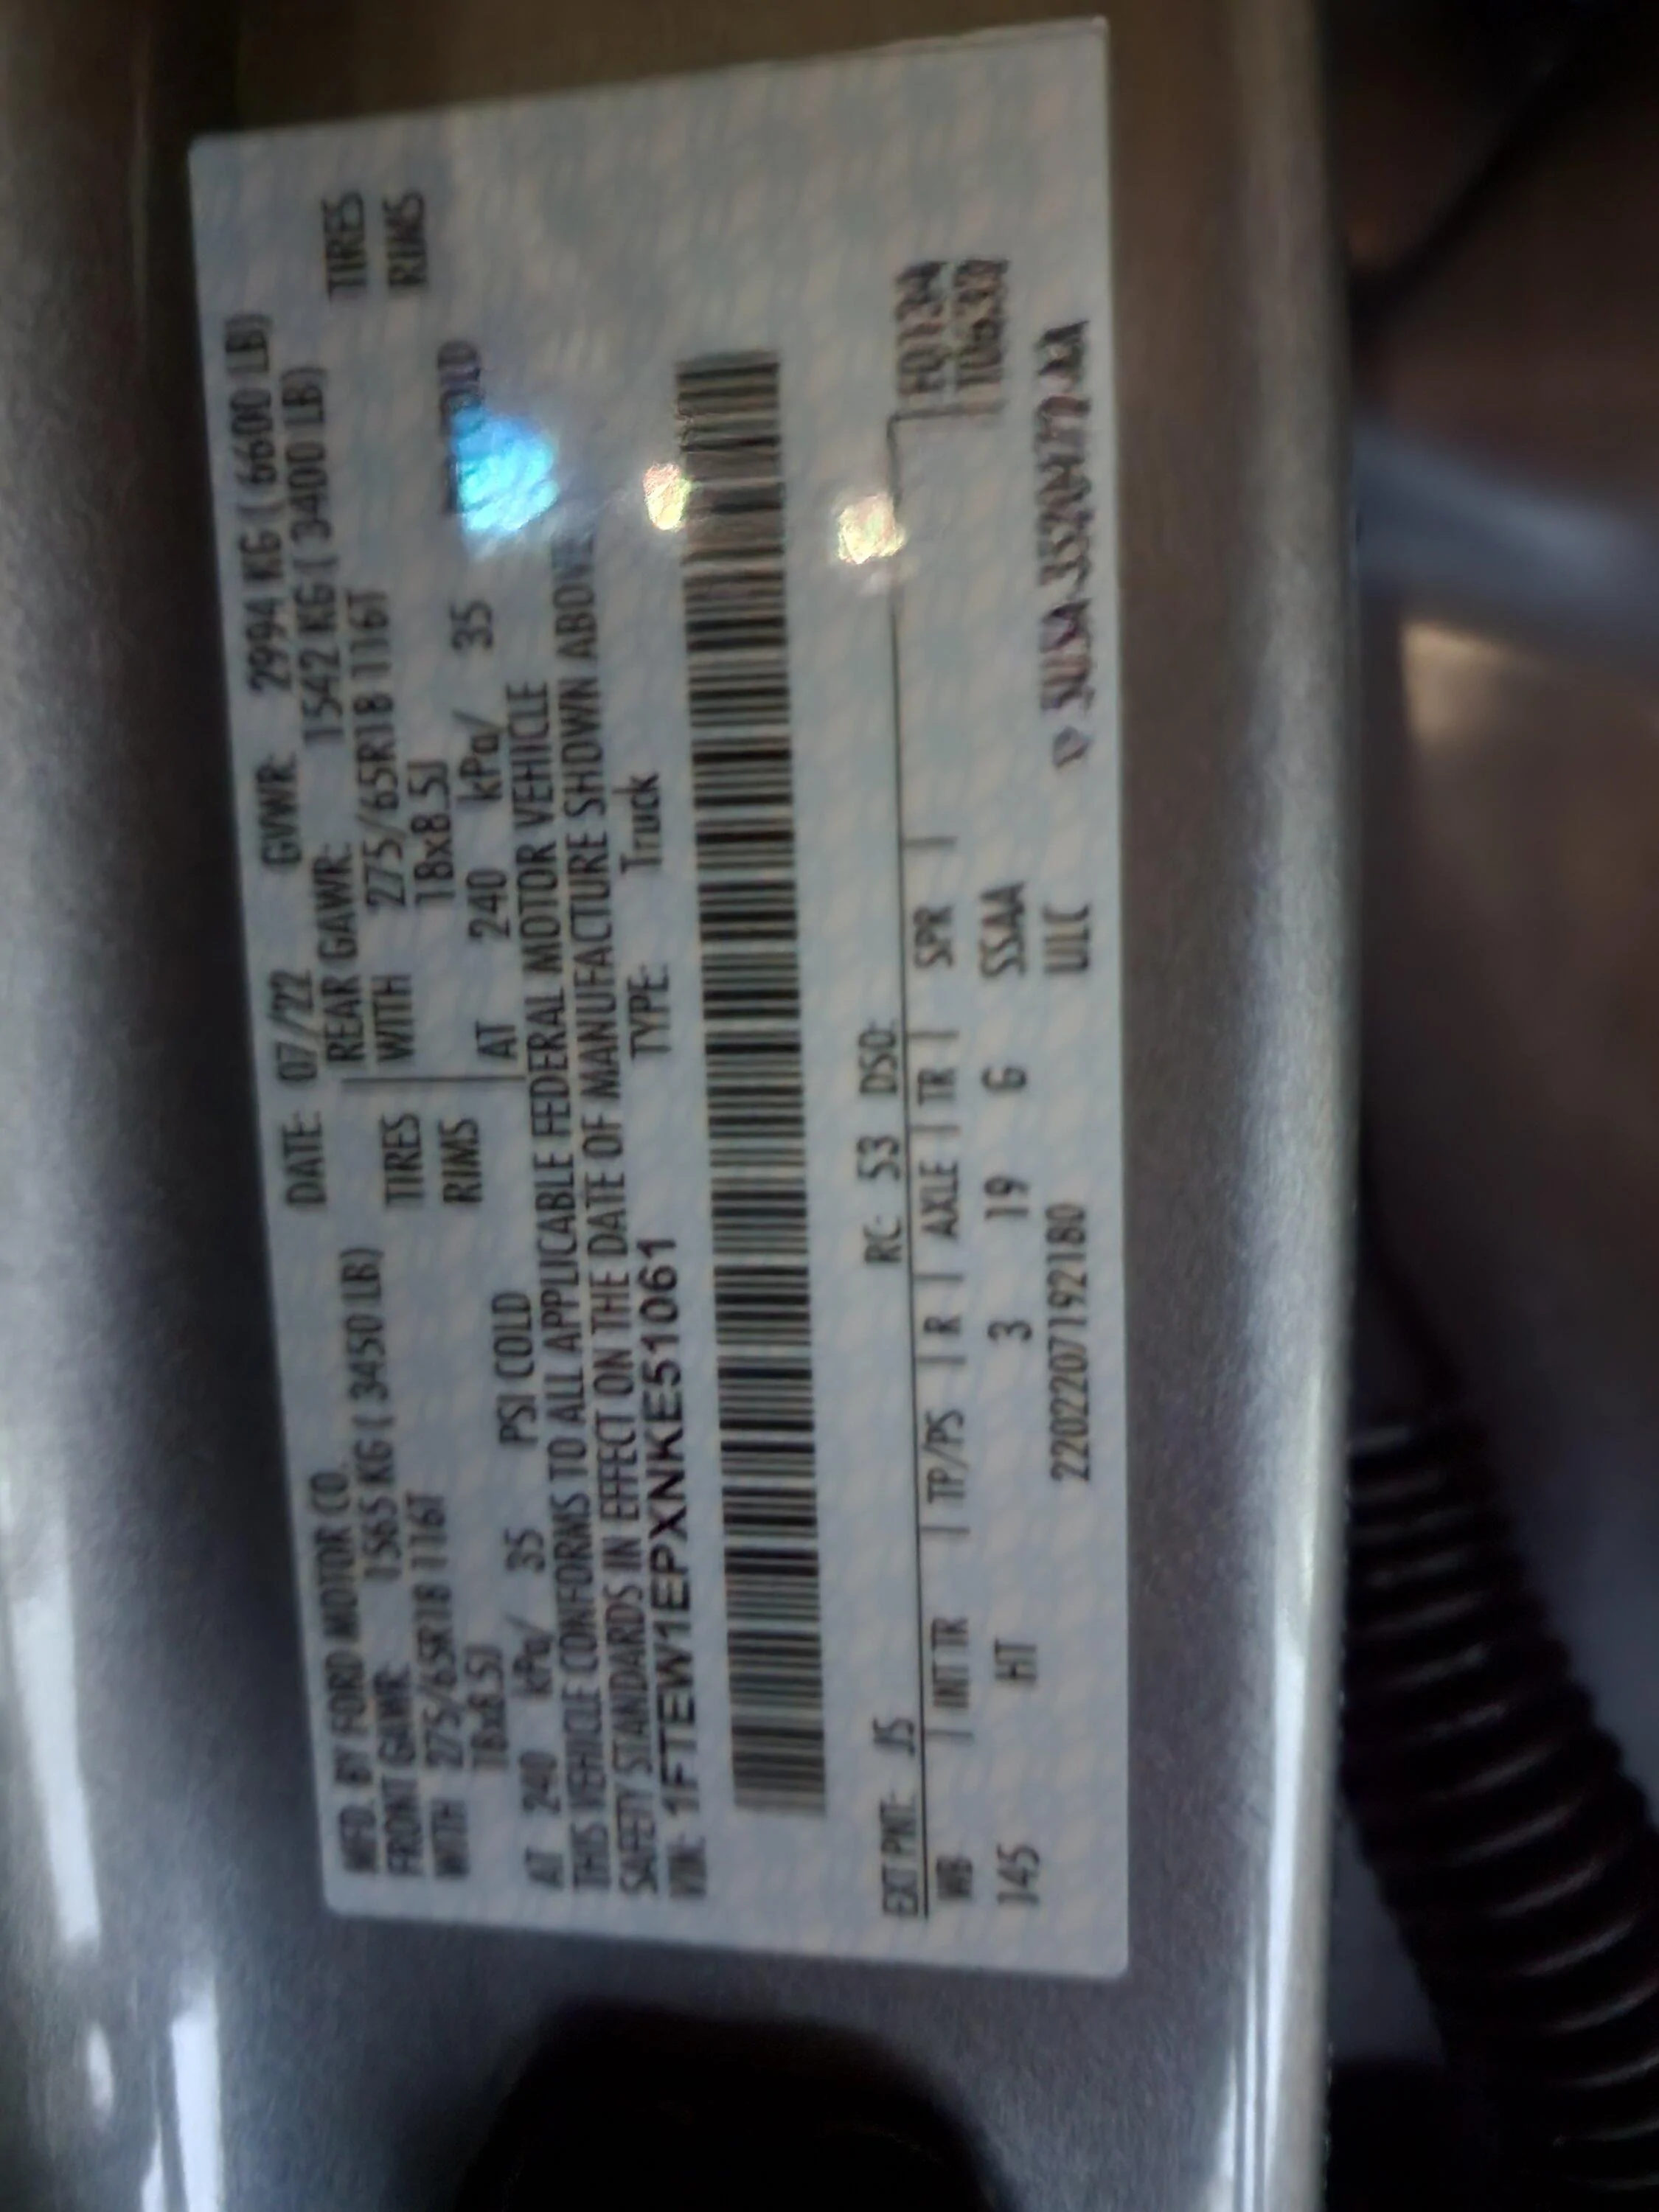 MFD. BY FORD MOTOR CO. DATE: 07/22 GVWR: 2994 KG ( 6600 LB)
FRONT GAWR: 1565 KG ( 3450 LB) REAR GAWR: 1542 KG ( 3400 LB)
WITH 275/65R18 116T TIRES WITH 275/65R18 116T TIRES
18x8.5J RIMS 18x8.5J RIMS
AT 240 kPa/ 35 PSI COLD AT 240 kPa/ 35
THIS VEHICLE CONFORMS TO ALL APPLICABLE FEDERAL MOTOR VEHICLE
SAFETY STANDARDS IN EFFECT ON THE DATE OF MANUFACTURE SHOWN ABOVE
VIN: 1FTEW1EPXNKE51061 TYPE: Truck
EXT PNT: JS RC: 53 DSO:
WB | INT TR | TP/PS | R | AXLE | TR | SPR |
145 HT 3 19 G SSAA
220220719192180 ULC